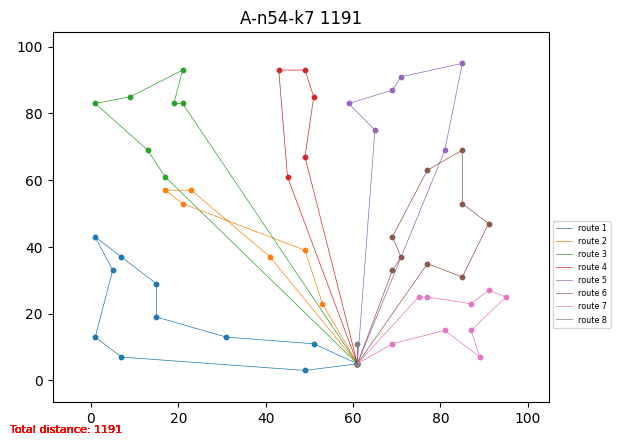 A-n54-k7 1191
100
80
60
40
20
0
0 20 40 60 80 100
route 1
route 2
route 3
route 4
route 5
route 6
route 7
route 8
Total distance: 1191